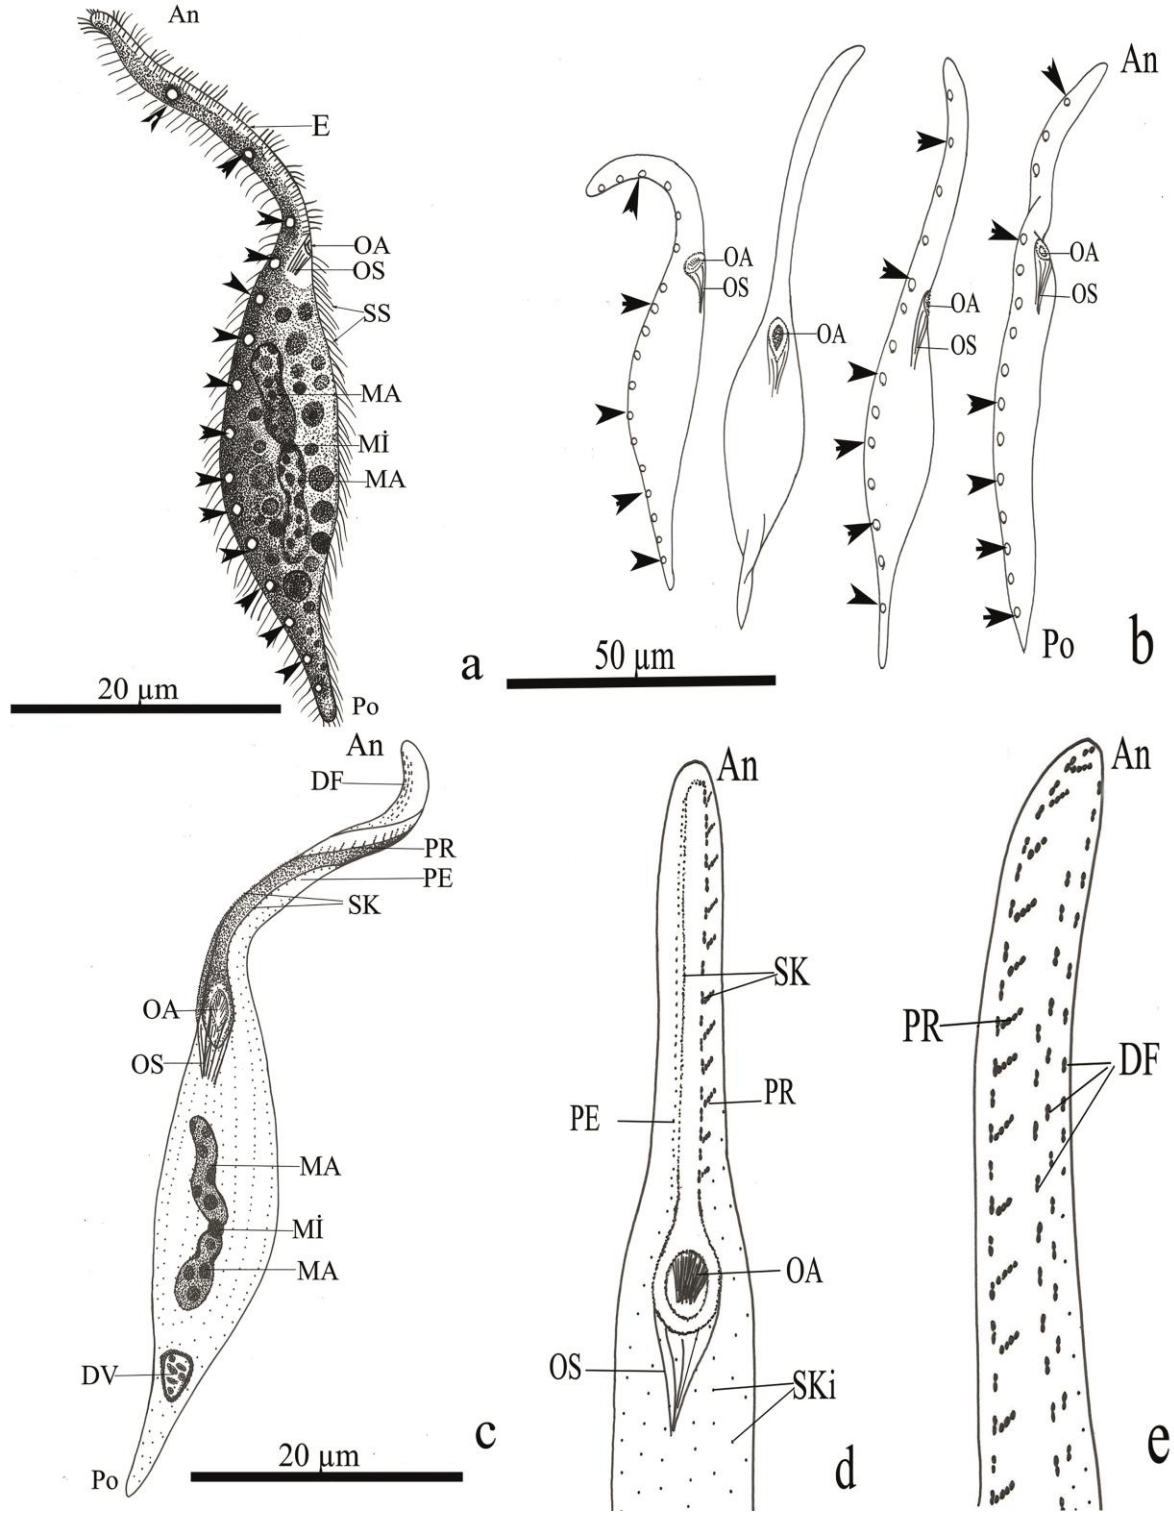 An
E
OA
OS
SS
MA
Mİ
MA
20 µm
Po
a
An
OA
OS
OA
OA
OS
OA
OS
50 µm
Po
b
An
DF
PR
PE
SK
OA
OS
MA
Mİ
MA
DV
Po
20 µm
c
An
SK
PE
PR
OA
OS
SKi
d
An
PR
DF
e